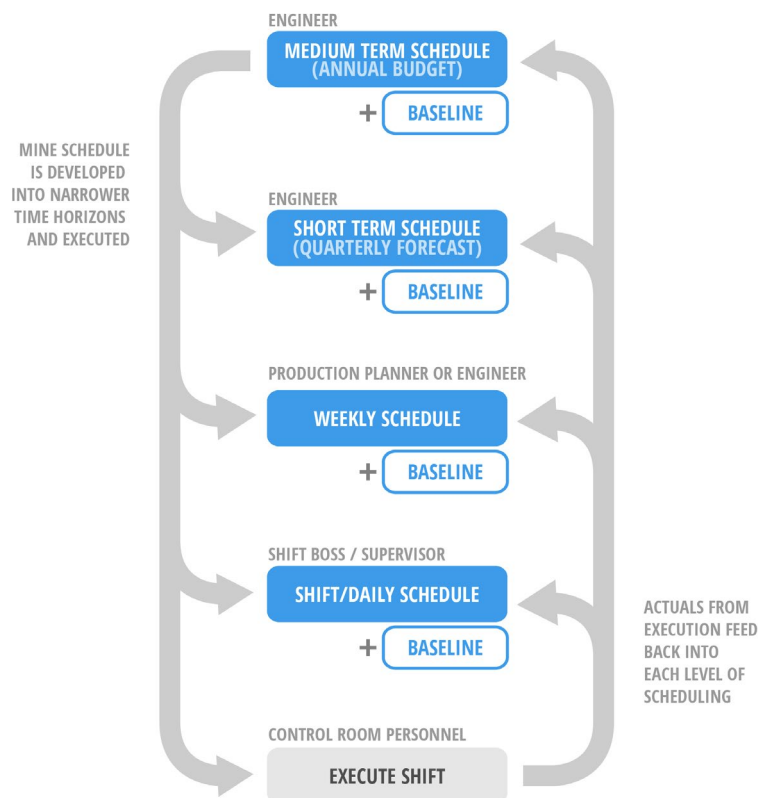 ENGINEER
MEDIUM TERM SCHEDULE
(ANNUAL BUDGET)
+ BASELINE
MINE SCHEDULE
IS DEVELOPED
INTO NARROWER
TIME HORIZONS
AND EXECUTED
ENGINEER
SHORT TERM SCHEDULE
(QUARTERLY FORECAST)
+ BASELINE
PRODUCTION PLANNER OR ENGINEER
WEEKLY SCHEDULE
+ BASELINE
SHIFT BOSS / SUPERVISOR
SHIFT/DAILY SCHEDULE
+ BASELINE
ACTUALS FROM
EXECUTION FEED
BACK INTO
EACH LEVEL OF
SCHEDULING
CONTROL ROOM PERSONNEL
EXECUTE SHIFT